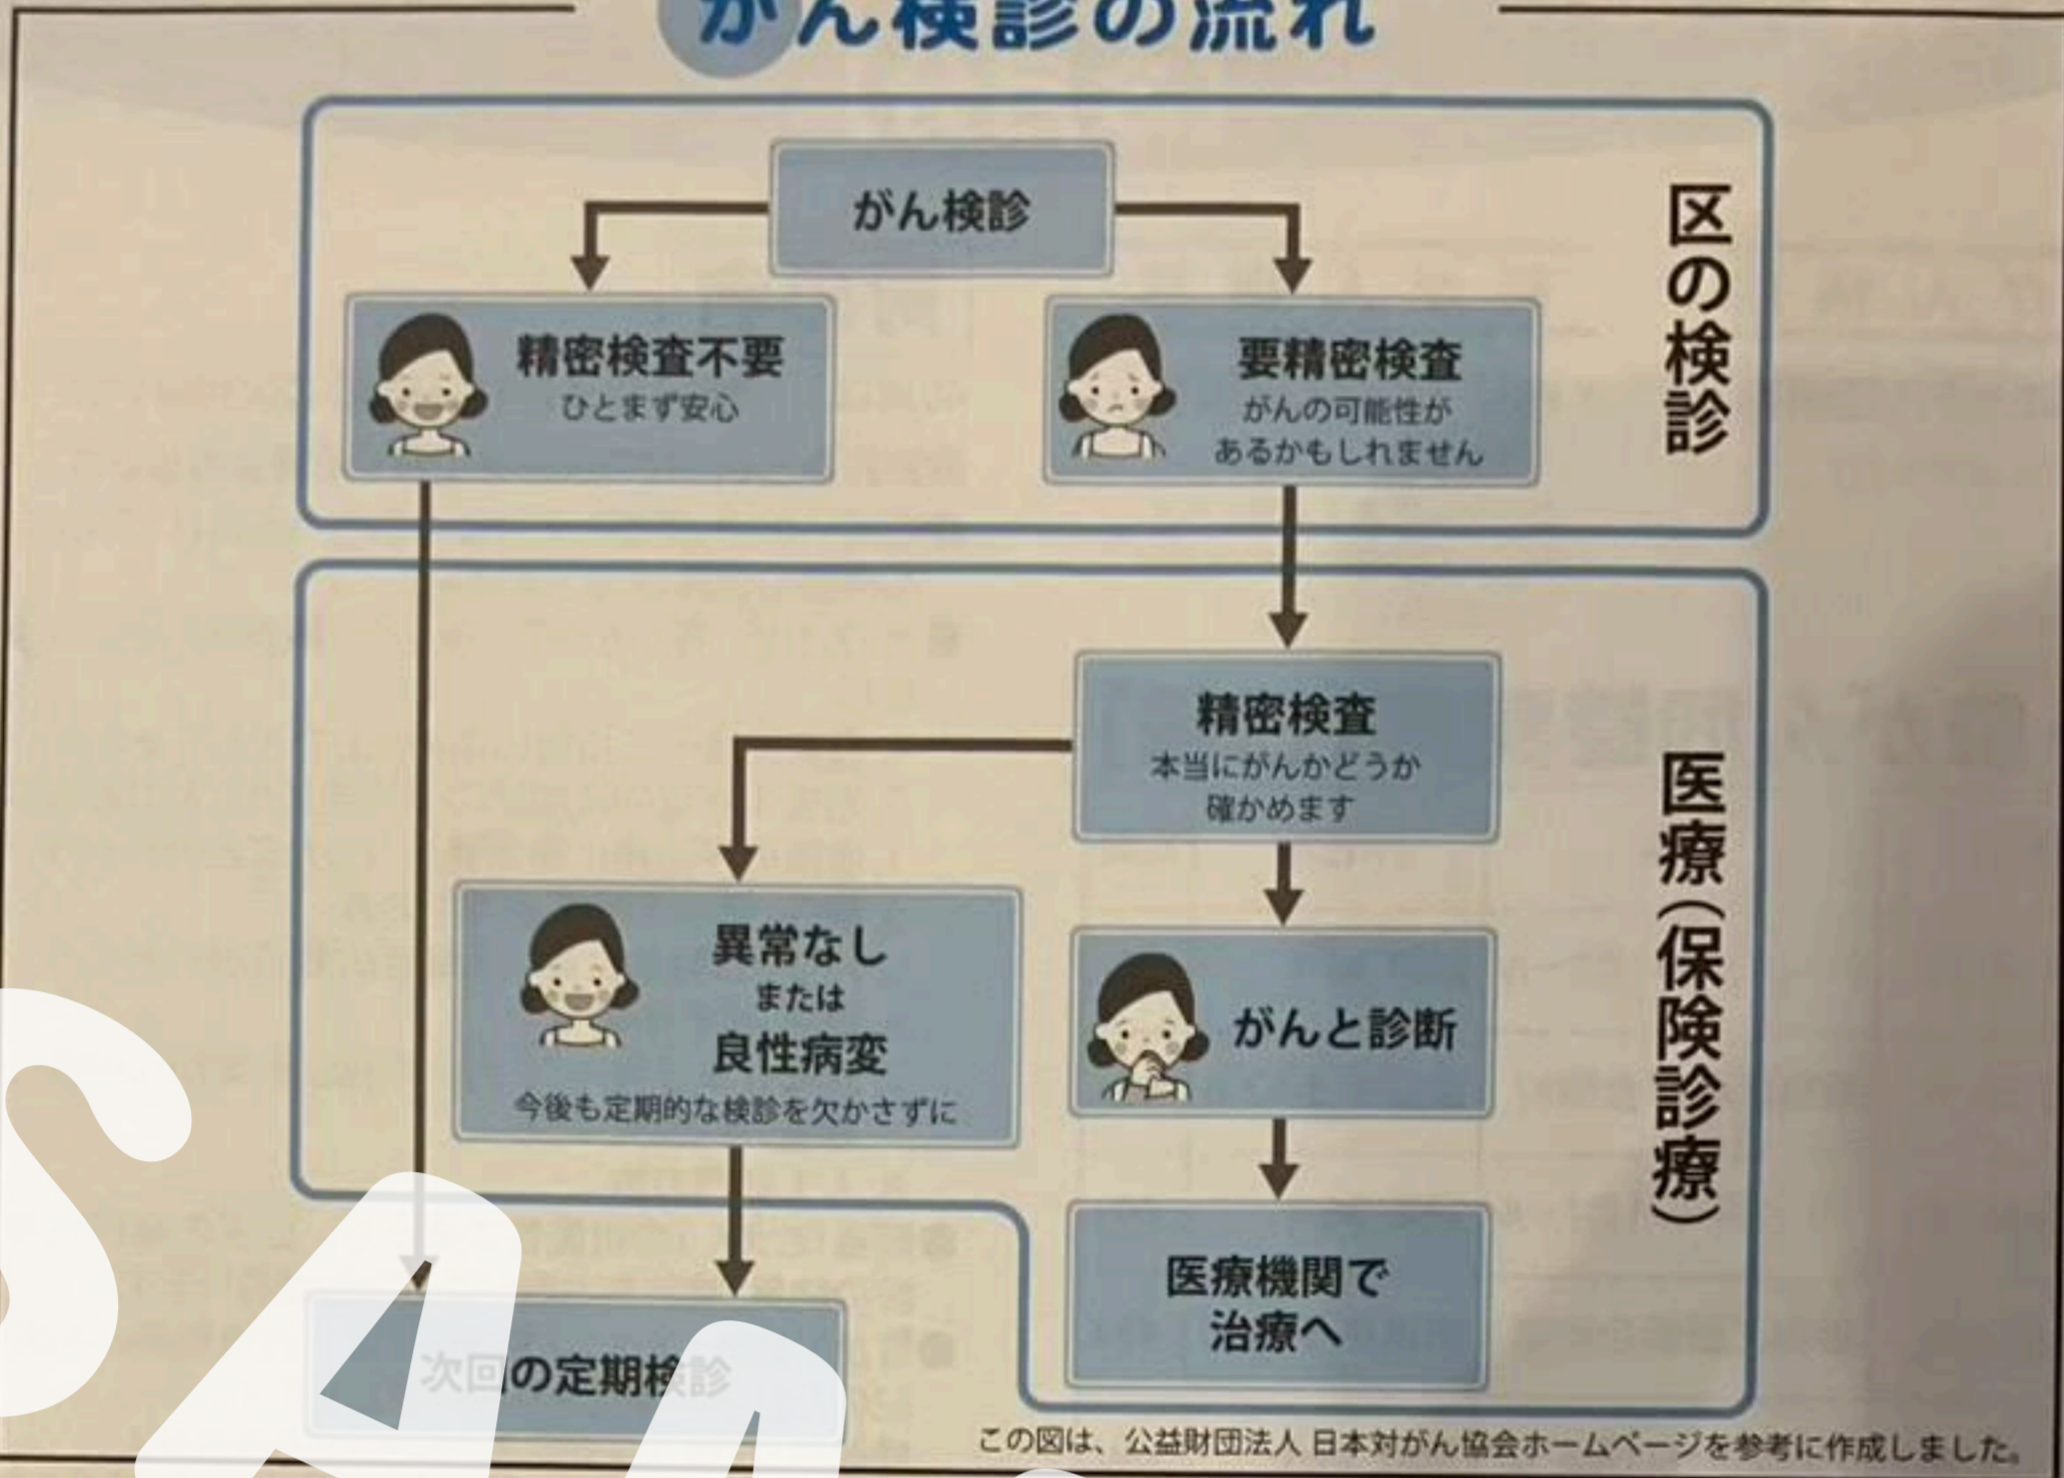 がん検診の流れ
区の検診
がん検診
精密検査不要
ひとまず安心
要精密検査
がんの可能性が
あるかもしれません
医療(保険診療)
精密検査
本当にがんかどうか
確かめます
異常なし
または
良性病変
今後も定期的な検診を欠かさずに
がんと診断
医療機関で
治療へ
次回の定期検診
この図は、公益財団法人 日本対がん協会ホームページを参考に作成しました。
SA